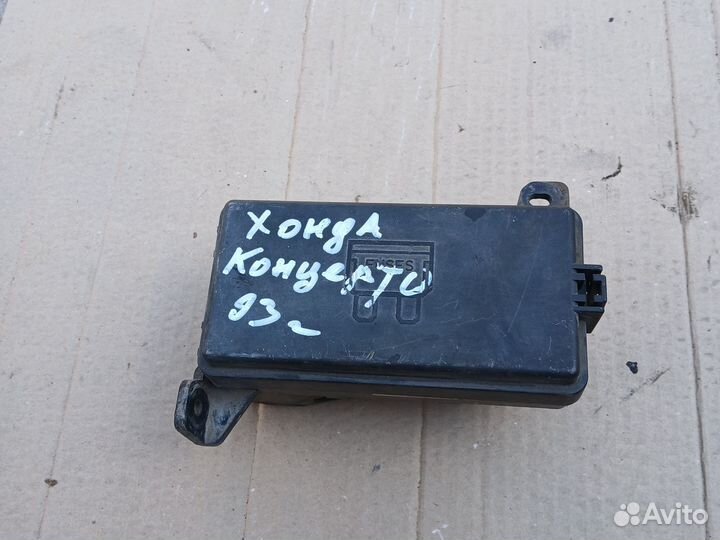 Хонда
FUSES
Концерто
93 г
Avito